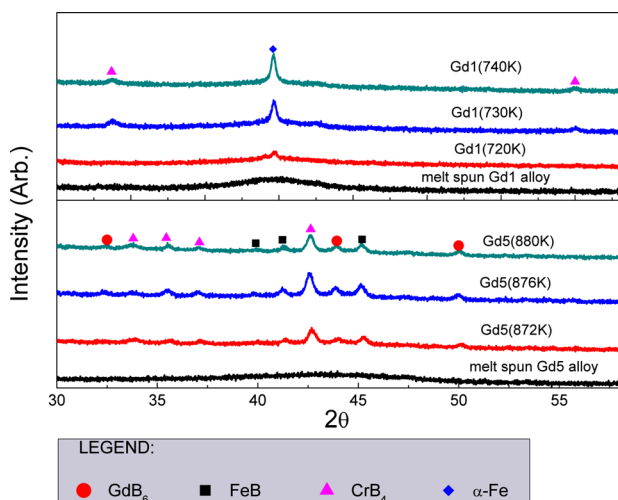 Gd1(740K)
Gd1(730K)
Gd1(720K)
melt spun Gd1 alloy
Gd5(880K)
Gd5(876K)
Gd5(872K)
melt spun Gd5 alloy
Intensity (Arb.)
30 35 40 45 50 55
2θ
LEGEND:
GdB₆ FeB CrB₄ α-Fe